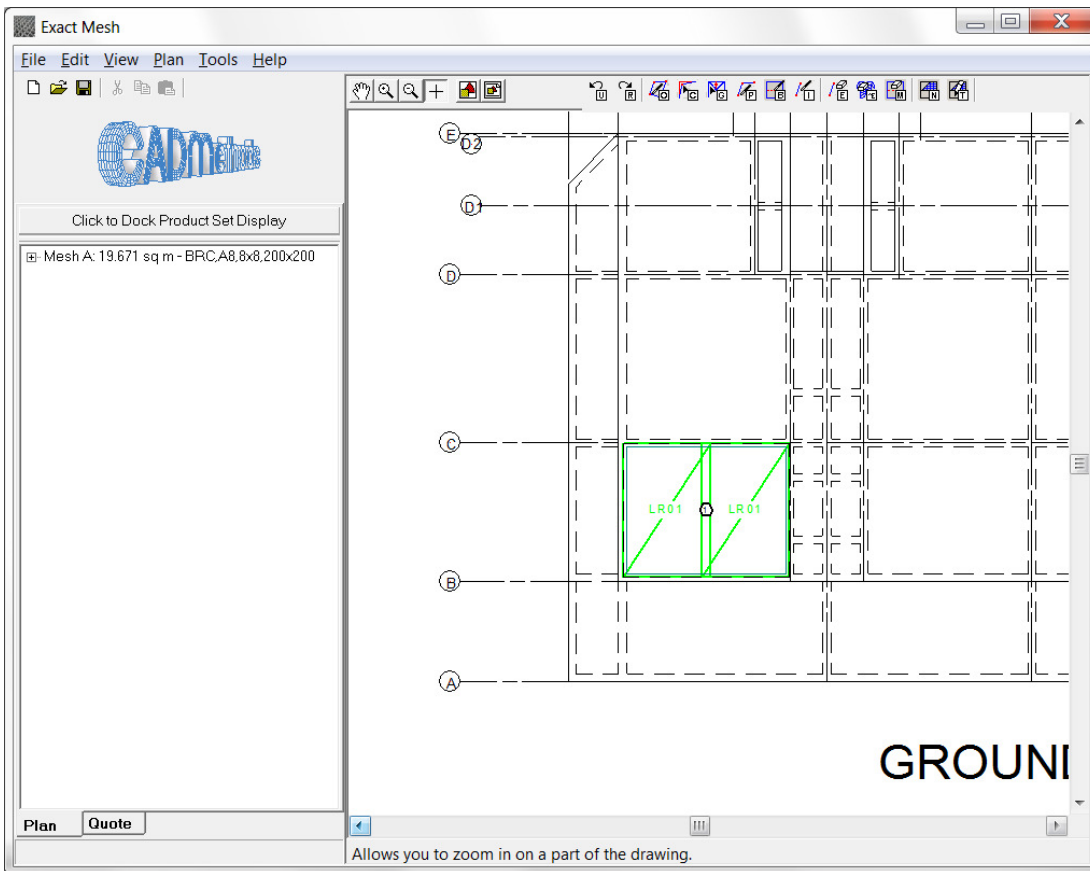 Exact Mesh
File Edit View Plan Tools Help
CADMethods
Click to Dock Product Set Display
Mesh A: 19.671 sq m - BRC,A8,8x8,200x200
U R O C G P B I E S M N T
E
D2
D1
D
C
LR01 1 LR01
B
A
GROUND
Plan Quote
Allows you to zoom in on a part of the drawing.